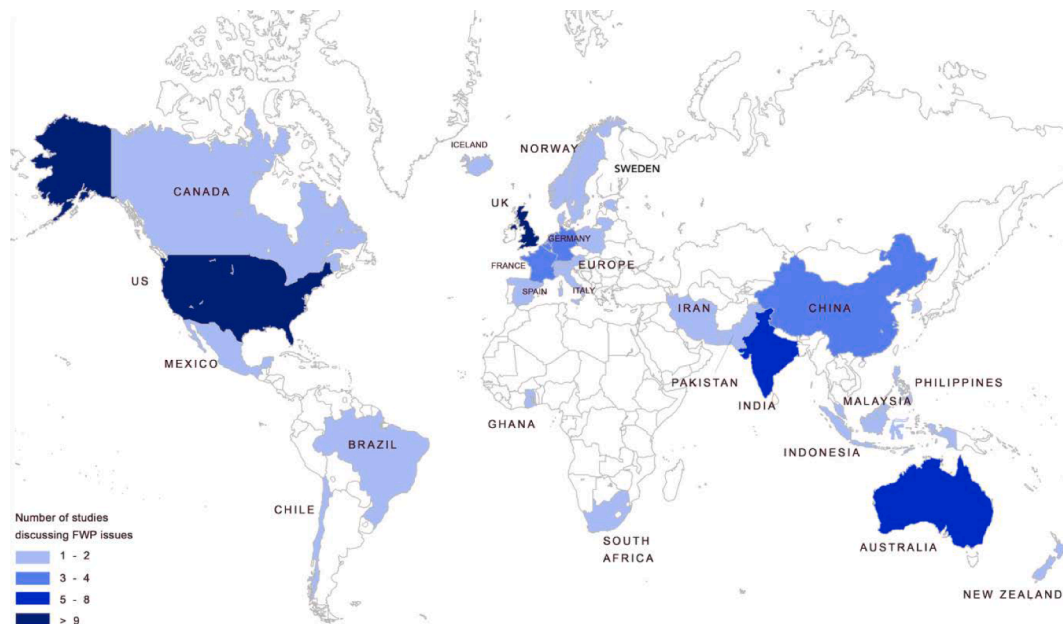 ICELAND
NORWAY
SWEDEN
CANADA
UK
GERMANY
FRANCE
EUROPE
US
SPAIN
ITALY
IRAN
CHINA
MEXICO
PAKISTAN
PHILIPPINES
GHANA
INDIA
MALAYSIA
BRAZIL
INDONESIA
CHILE
SOUTH
AFRICA
AUSTRALIA
NEW ZEALAND
Number of studies
discussing FWP issues
1 - 2
3 - 4
5 - 8
> 9